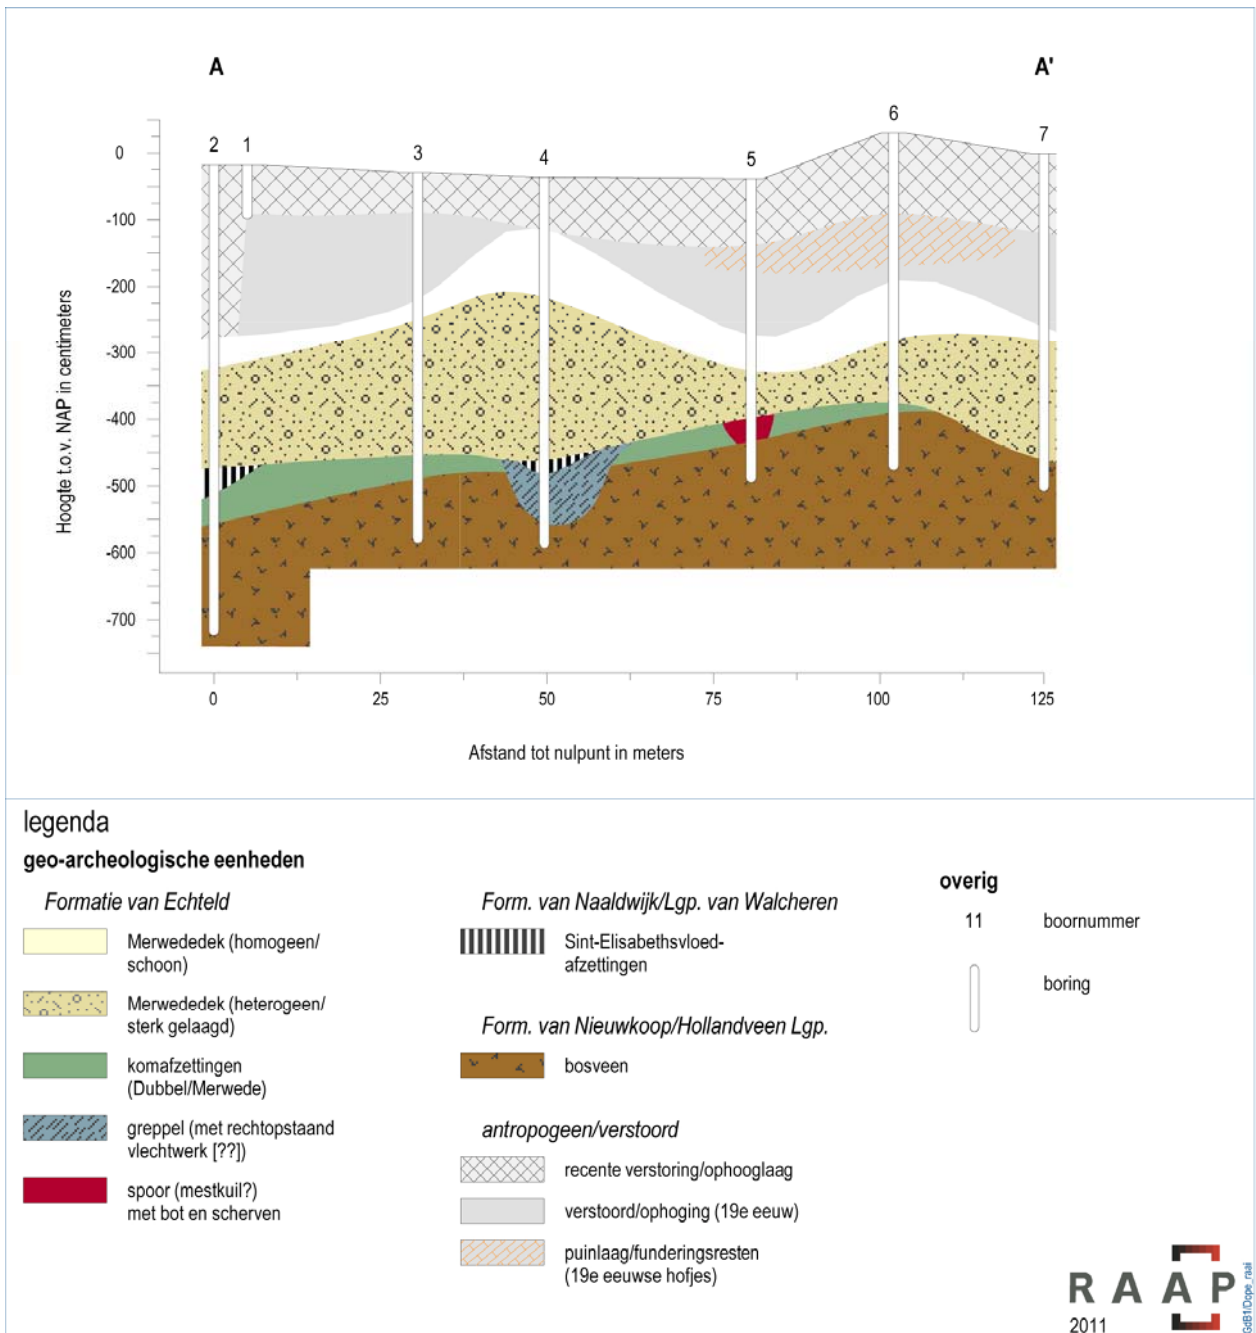 A A'
2 1 3 4 5 6 7
0
-100
-200
-300
-400
-500
-600
-700
Hoogte t.o.v. NAP in centimeters
0 25 50 75 100 125
Afstand tot nulpunt in meters
legenda
geo-archeologische eenheden
Formatie van Echteld
Merwededek (homogeen/
schoon)
Merwededek (heterogeen/
sterk gelaagd)
komafzettingen
(Dubbel/Merwede)
greppel (met rechtopstaand
vlechtwerk [??])
spoor (mestkuil?)
met bot en scherven
Form. van Naaldwijk/Lgp. van Walcheren
Sint-Elisabethsvloed-
afzettingen
Form. van Nieuwkoop/Hollandveen Lgp.
bosveen
antropogeen/verstoord
recente verstoring/ophooglaag
verstoord/ophoging (19e eeuw)
puinlaag/funderingsresten
(19e eeuwse hofjes)
overig
11 boornummer
boring
RAAP
2011
GdB1/Dope_raai